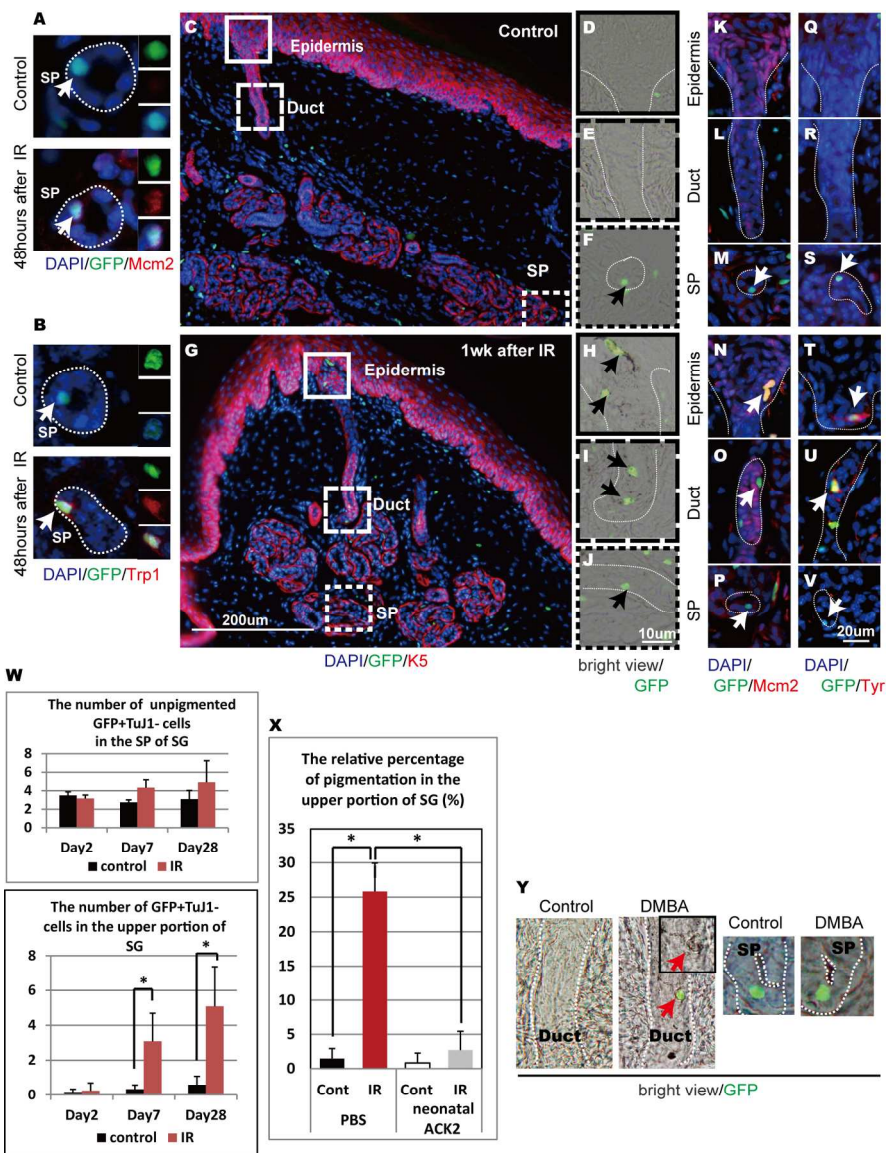 A
Control
SP
48hours after IR
SP
DAPI/GFP/Mcm2
B
Control
SP
48hours after IR
SP
DAPI/GFP/Trp1
C
Control
Epidermis
Duct
SP
G
1wk after IR
Epidermis
Duct
SP
200um
DAPI/GFP/K5
D
E
F
H
I
J
10um
bright view/
GFP
Epidermis
Duct
SP
Epidermis
Duct
SP
K
L
M
N
O
P
DAPI/
GFP/Mcm2
Q
R
S
T
U
V
20um
DAPI/
GFP/Tyr
W
The number of unpigmented
GFP+TuJ1- cells
in the SP of SG
8
6
4
2
0
Day2 Day7 Day28
control IR
The number of GFP+TuJ1-
cells in the upper portion of
SG
8
6
4
2
0
* *
Day2 Day7 Day28
control IR
X
The relative percentage
of pigmentation in the
upper portion of SG (%)
35
30
25
20
15
10
5
0
* *
Cont IR Cont IR
PBS neonatal
ACK2
Y
Control DMBA
Duct Duct
Control DMBA
SP SP
bright view/GFP